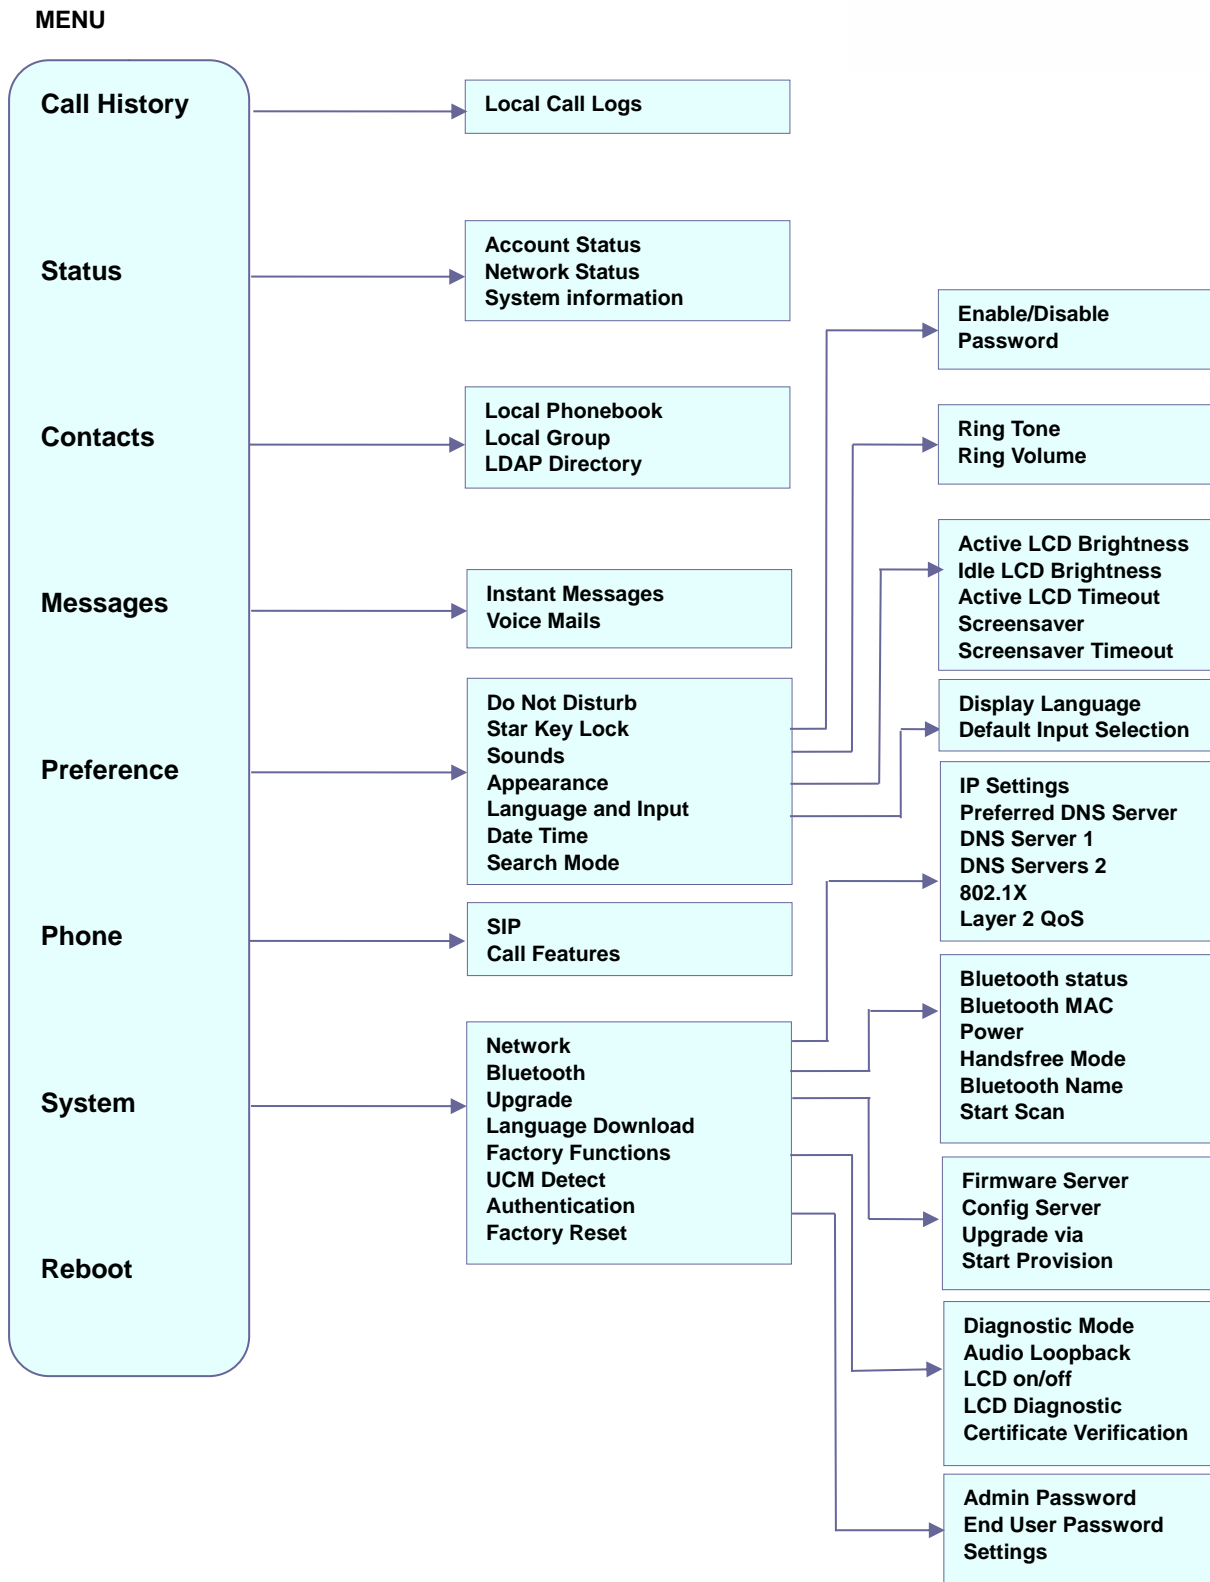 MENU
Call History
Status
Contacts
Messages
Preference
Phone
System
Reboot
Local Call Logs
Account Status
Network Status
System information
Local Phonebook
Local Group
LDAP Directory
Instant Messages
Voice Mails
Do Not Disturb
Star Key Lock
Sounds
Appearance
Language and Input
Date Time
Search Mode
SIP
Call Features
Network
Bluetooth
Upgrade
Language Download
Factory Functions
UCM Detect
Authentication
Factory Reset
Enable/Disable
Password
Ring Tone
Ring Volume
Active LCD Brightness
Idle LCD Brightness
Active LCD Timeout
Screensaver
Screensaver Timeout
Display Language
Default Input Selection
IP Settings
Preferred DNS Server
DNS Server 1
DNS Servers 2
802.1X
Layer 2 QoS
Bluetooth status
Bluetooth MAC
Power
Handsfree Mode
Bluetooth Name
Start Scan
Firmware Server
Config Server
Upgrade via
Start Provision
Diagnostic Mode
Audio Loopback
LCD on/off
LCD Diagnostic
Certificate Verification
Admin Password
End User Password
Settings